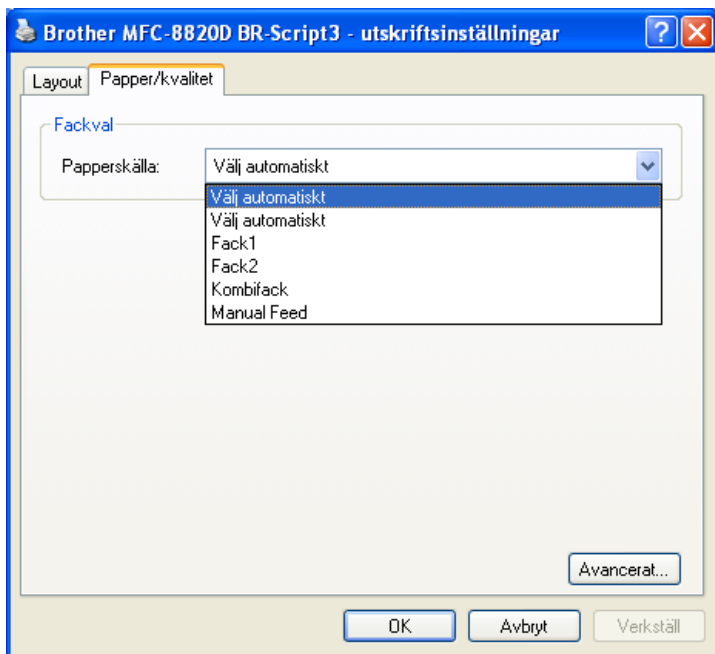 Brother MFC-8820D BR-Script3 - utskriftsinställningar
Layout
Papper/kvalitet
Fackval
Papperskälla:
Välj automatiskt
Välj automatiskt
Välj automatiskt
Fack1
Fack2
Kombifack
Manual Feed
Avancerat...
OK
Avbryt
Verkställ